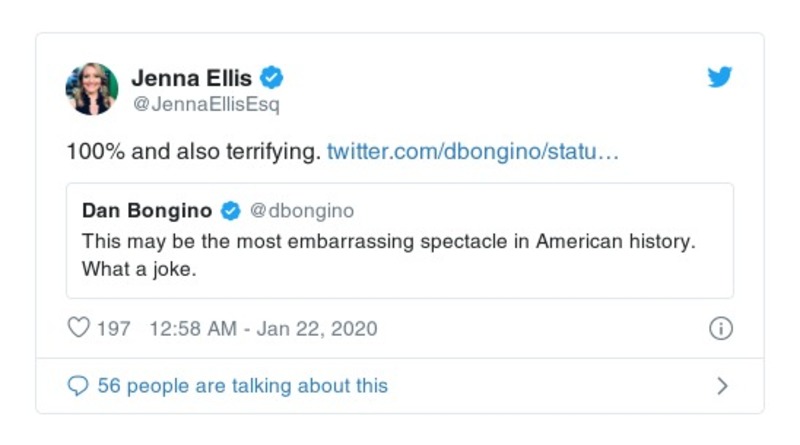 Jenna Ellis
@JennaEllisEsq
100% and also terrifying. twitter.com/dbongino/statu…
Dan Bongino @dbongino
This may be the most embarrassing spectacle in American history.
What a joke.
197 12:58 AM - Jan 22, 2020
56 people are talking about this